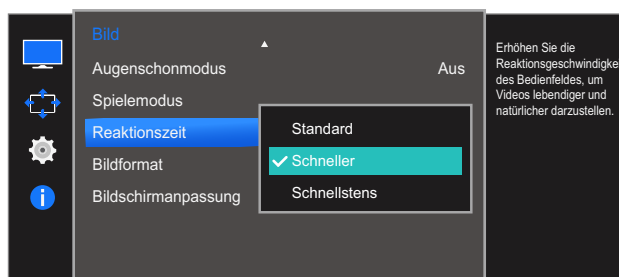 Bild
Augenschonmodus Aus
Spielemodus
Reaktionszeit
Bildformat
Bildschirmanpassung
Standard
Schneller
Schnellstens
Erhöhen Sie die
Reaktionsgeschwindigke
des Bedienfeldes, um
Videos lebendiger und
natürlicher darzustellen.